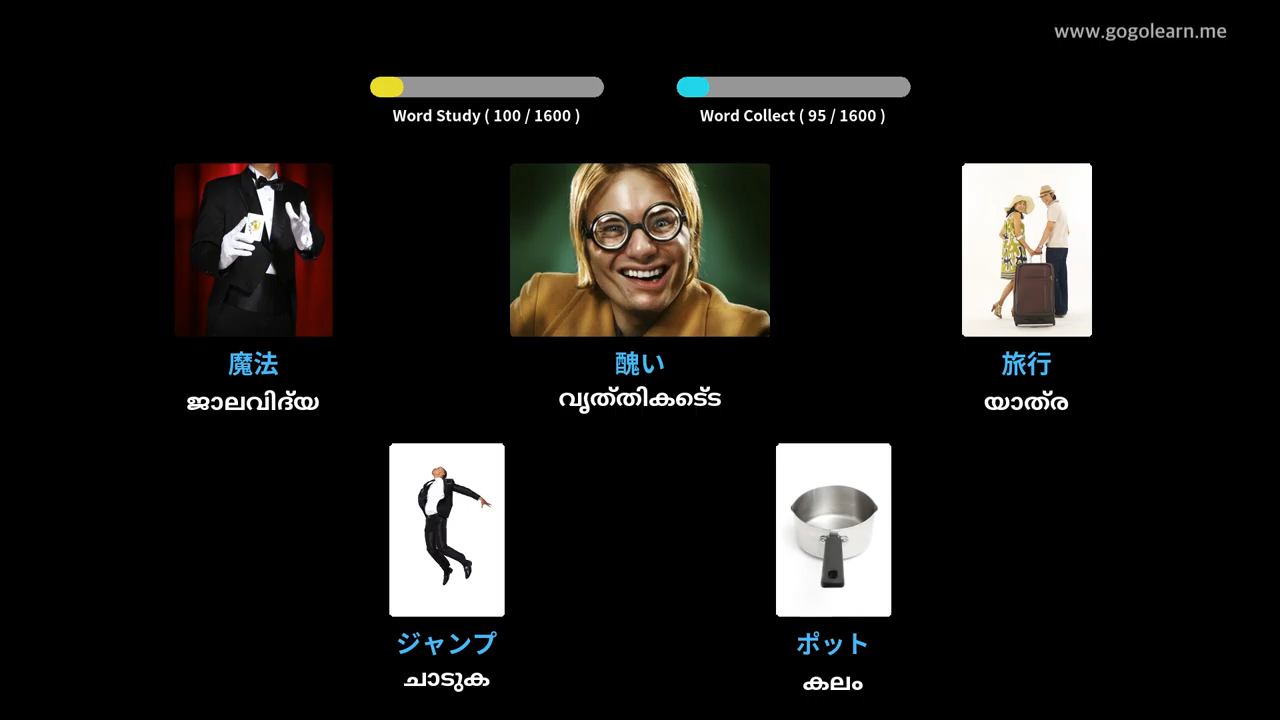 www.gogolearn.me
Word Study ( 100 / 1600 )
Word Collect ( 95 / 1600 )
魔法
ജാലവിദ്യ
醜い
വൃത്തികെട്ട
旅行
യാത്ര
ジャンプ
ചാടുക
ポット
കലം